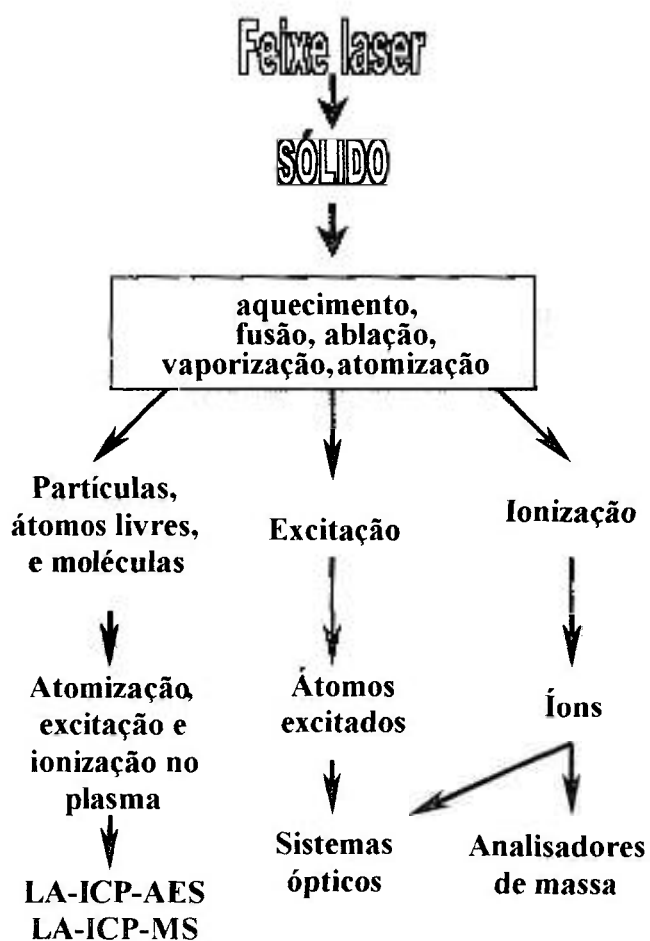 Feixe laser
SÓLIDO
aquecimento,
fusão, ablação,
vaporização, atomização
Partículas,
átomos livres,
e moléculas
Excitação
Ionização
Atomização,
excitação e
ionização no
plasma
Átomos
excitados
Íons
LA-ICP-AES
LA-ICP-MS
Sistemas
ópticos
Analisadores
de massa